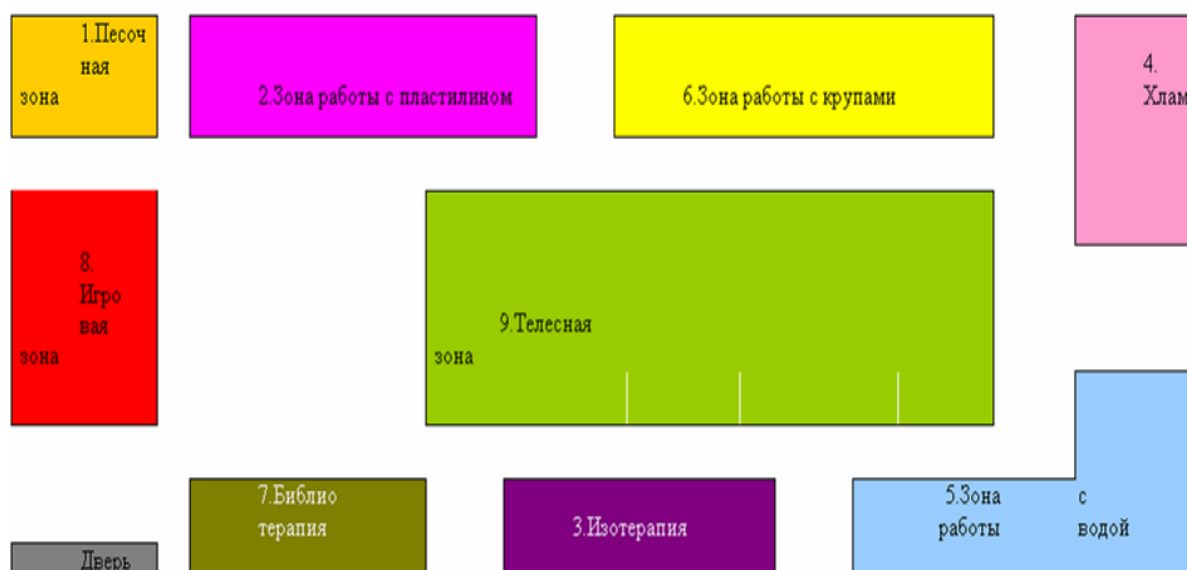 1.Песоч
ная
зона
2.Зона работы с пластилином
6.Зона работы с крупами
4.
Хлам
8.
Игро
вая
зона
9.Телесная
зона
7.Библио
терапия
3.Изотерапия
5.Зона с
работы водой
Дверь